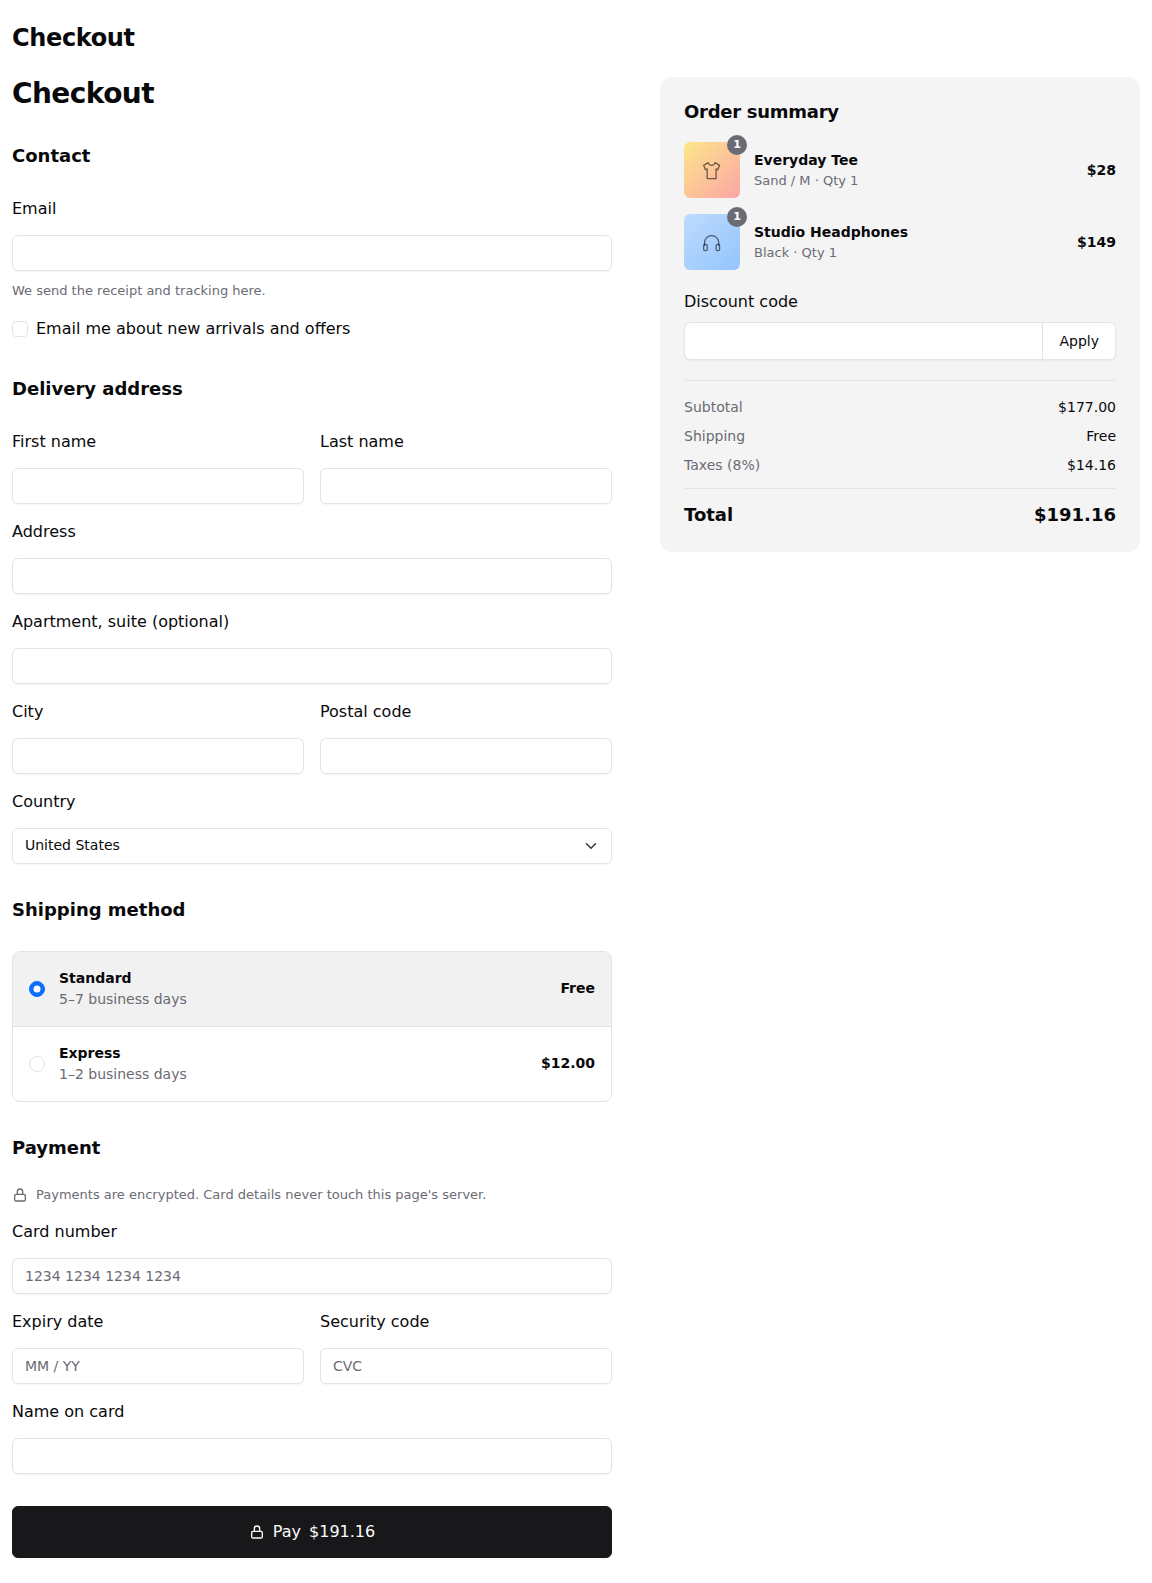 Checkout
Checkout
Contact
Email
We send the receipt and tracking here.
Email me about new arrivals and offers
Delivery address
First name
Last name
Address
Apartment, suite (optional)
City
Postal code
Country
United States
Shipping method
Standard
5–7 business days
Free
Express
1–2 business days
$12.00
Payment
Payments are encrypted. Card details never touch this page's server.
Card number
1234 1234 1234 1234
Expiry date
Security code
MM / YY
CVC
Name on card
Pay $191.16
Order summary
1
Everyday Tee
Sand / M · Qty 1
$28
1
Studio Headphones
Black · Qty 1
$149
Discount code
Apply
Subtotal
$177.00
Shipping
Free
Taxes (8%)
$14.16
Total
$191.16